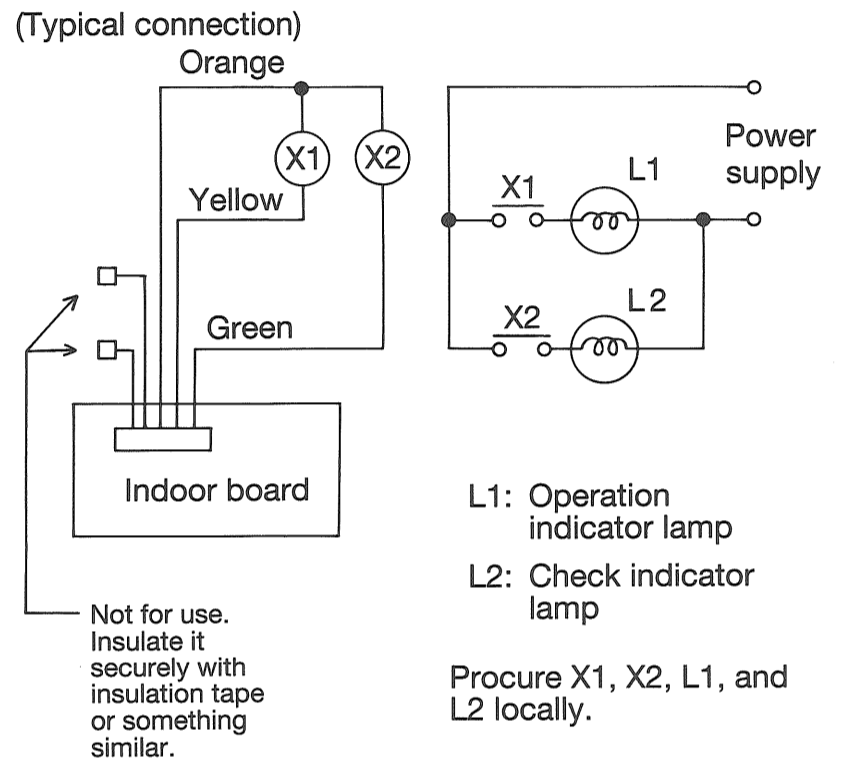 (Typical connection)
Orange
X1
X2
Yellow
Green
Indoor board
Not for use.
Insulate it
securely with
insulation tape
or something
similar.
Power
supply
X1
L1
X2
L2
L1: Operation
indicator lamp
L2: Check indicator
lamp
Procure X1, X2, L1, and
L2 locally.